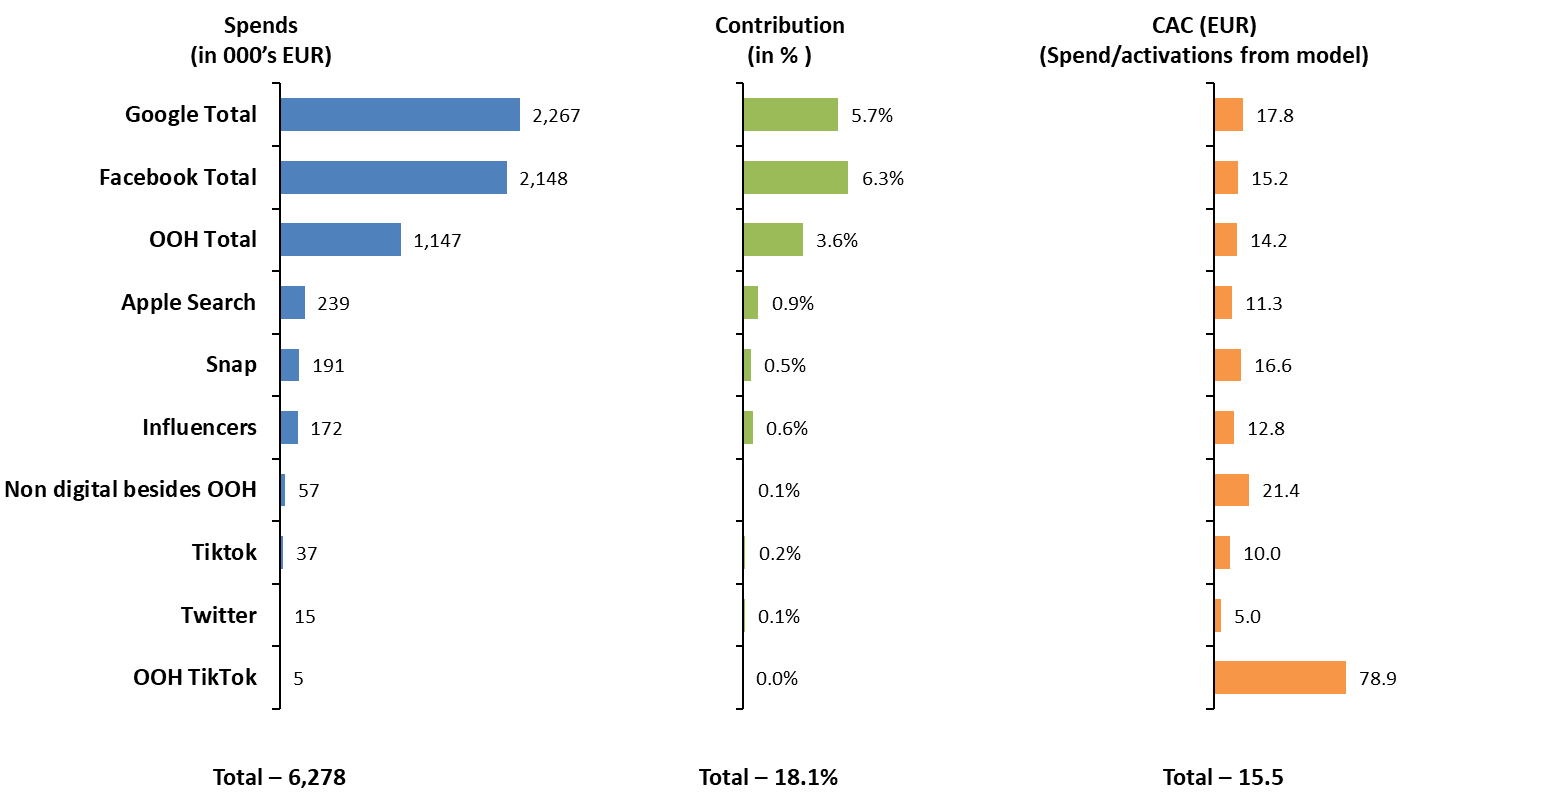 Spends
(in 000’s EUR)
Contribution
(in % )
CAC (EUR)
(Spend/activations from model)
Google Total 2,267 5.7% 17.8
Facebook Total 2,148 6.3% 15.2
OOH Total 1,147 3.6% 14.2
Apple Search 239 0.9% 11.3
Snap 191 0.5% 16.6
Influencers 172 0.6% 12.8
Non digital besides OOH 57 0.1% 21.4
Tiktok 37 0.2% 10.0
Twitter 15 0.1% 5.0
OOH TikTok 5 0.0% 78.9
Total – 6,278 Total – 18.1% Total – 15.5